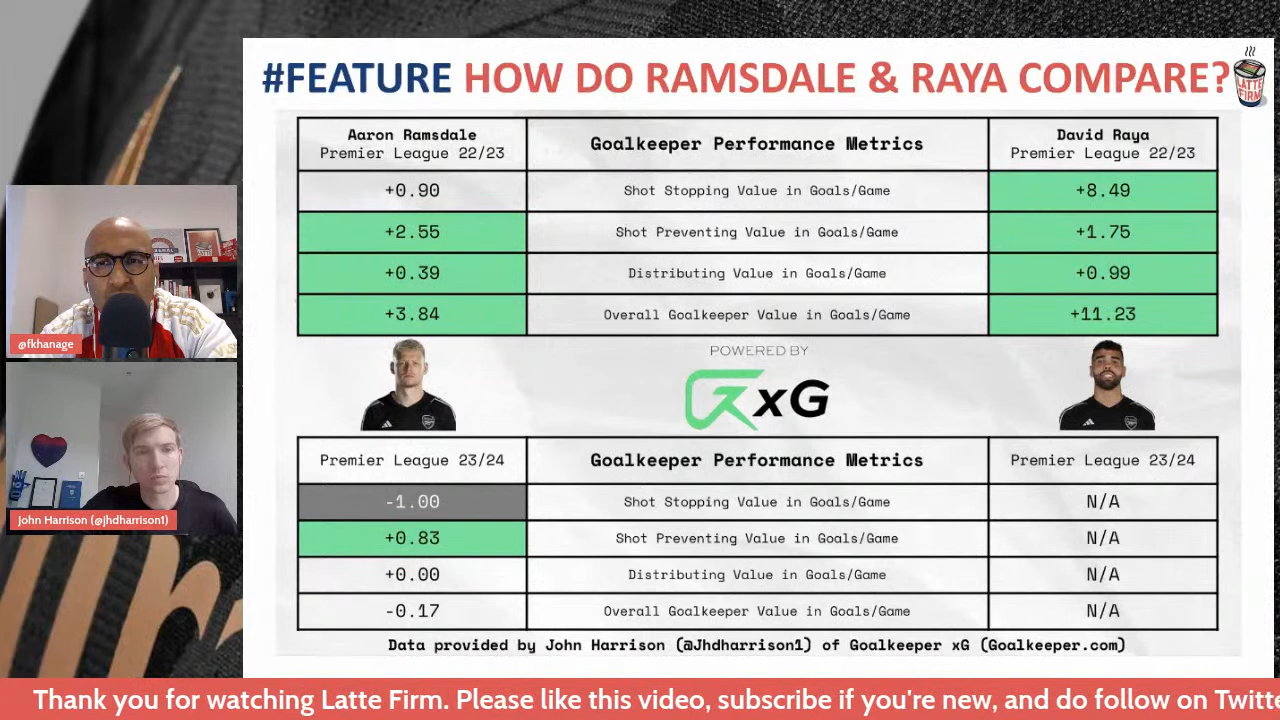 #FEATURE HOW DO RAMSDALE & RAYA COMPARE?
LATTE
FIRM
Aaron Ramsdale
Premier League 22/23
Goalkeeper Performance Metrics
David Raya
Premier League 22/23
+0.90 Shot Stopping Value in Goals/Game +8.49
+2.55 Shot Preventing Value in Goals/Game +1.75
+0.39 Distributing Value in Goals/Game +0.99
+3.84 Overall Goalkeeper Value in Goals/Game +11.23
POWERED BY
xG
Premier League 23/24 Goalkeeper Performance Metrics Premier League 23/24
-1.00 Shot Stopping Value in Goals/Game N/A
+0.83 Shot Preventing Value in Goals/Game N/A
+0.00 Distributing Value in Goals/Game N/A
-0.17 Overall Goalkeeper Value in Goals/Game N/A
Data provided by John Harrison (@Jhdharrison1) of Goalkeeper xG (Goalkeeper.com)
@fkhanage
John Harrison (@jhdharrison1)
Thank you for watching Latte Firm. Please like this video, subscribe if you're new, and do follow on Twitte